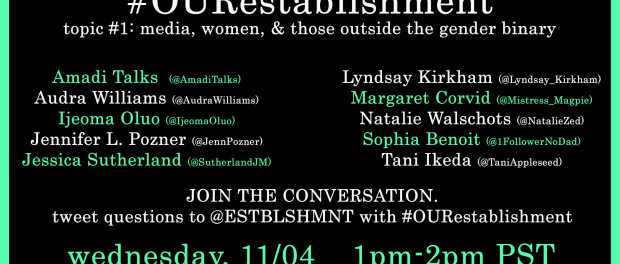 #OURestablishment
topic #1: media, women, & those outside the gender binary
Amadi Talks (@AmadiTalks)
Audra Williams (@AudraWilliams)
Ijeoma Oluo (@IjeomaOluo)
Jennifer L. Pozner (@JennPozner)
Jessica Sutherland (@SutherlandJM)
Lyndsay Kirkham (@Lyndsay_Kirkham)
Margaret Corvid (@Mistress_Magpie)
Natalie Walschots (@NatalieZed)
Sophia Benoit (@1FollowerNoDad)
Tani Ikeda (@TaniAppleseed)
JOIN THE CONVERSATION.
tweet questions to @ESTBLSHMNT with #OURestablishment
wednesday, 11/04 1pm-2pm PST